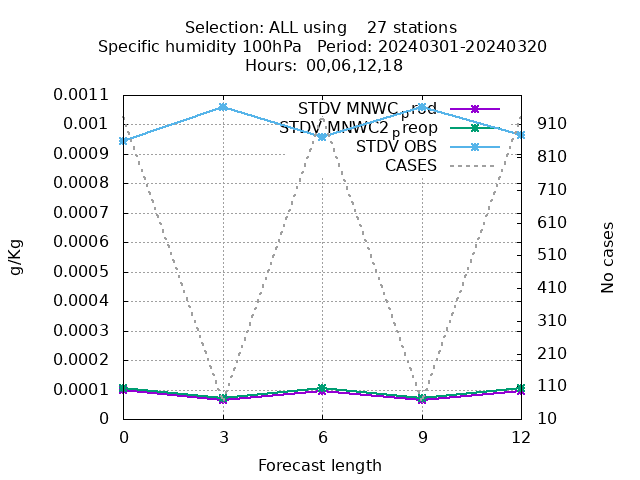 Selection: ALL using    27 stations
Specific humidity 100hPa   Period: 20240301-20240320
Hours:  00,06,12,18
STDV MNWC_prod
STDV MNWC2_preop
STDV OBS
CASES
0.0011
0.001
0.0009
0.0008
0.0007
0.0006
0.0005
0.0004
0.0003
0.0002
0.0001
0
g/Kg
910
810
710
610
510
410
310
210
110
10
No cases
0 3 6 9 12
Forecast length